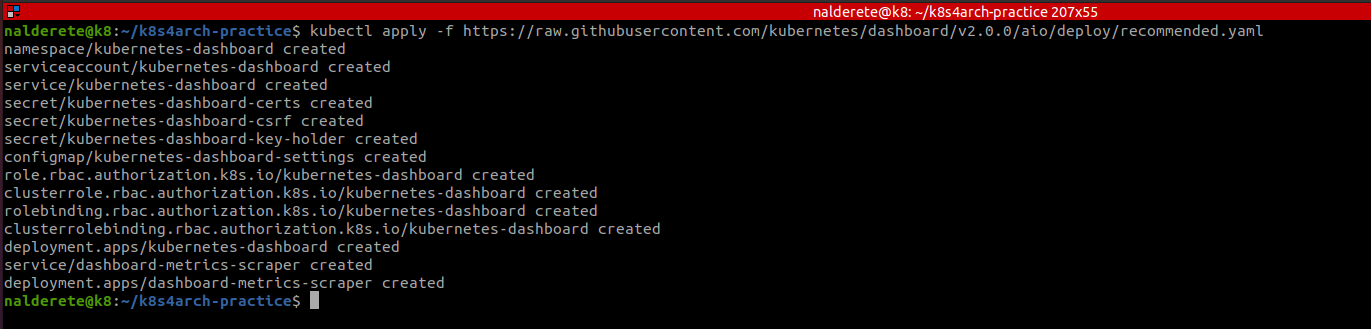 nalderete@k8: ~/k8s4arch-practice 207x55
nalderete@k8:~/k8s4arch-practice$ kubectl apply -f https://raw.githubusercontent.com/kubernetes/dashboard/v2.0.0/aio/deploy/recommended.yaml
namespace/kubernetes-dashboard created
serviceaccount/kubernetes-dashboard created
service/kubernetes-dashboard created
secret/kubernetes-dashboard-certs created
secret/kubernetes-dashboard-csrf created
secret/kubernetes-dashboard-key-holder created
configmap/kubernetes-dashboard-settings created
role.rbac.authorization.k8s.io/kubernetes-dashboard created
clusterrole.rbac.authorization.k8s.io/kubernetes-dashboard created
rolebinding.rbac.authorization.k8s.io/kubernetes-dashboard created
clusterrolebinding.rbac.authorization.k8s.io/kubernetes-dashboard created
deployment.apps/kubernetes-dashboard created
service/dashboard-metrics-scraper created
deployment.apps/dashboard-metrics-scraper created
nalderete@k8:~/k8s4arch-practice$